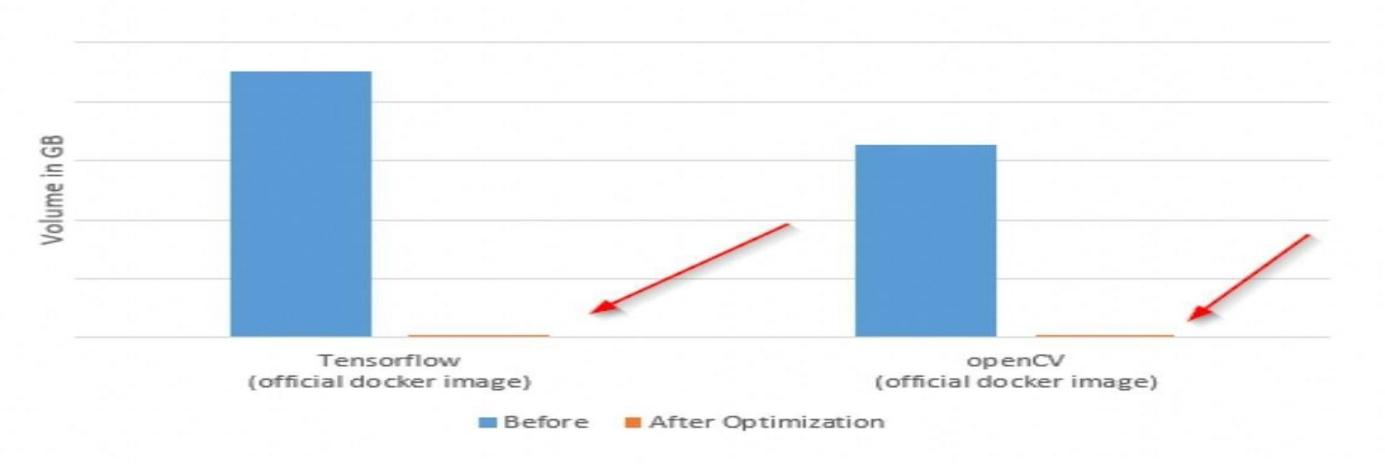 Volume in GB
Tensorflow
(official docker image)
openCV
(official docker image)
Before
After Optimization